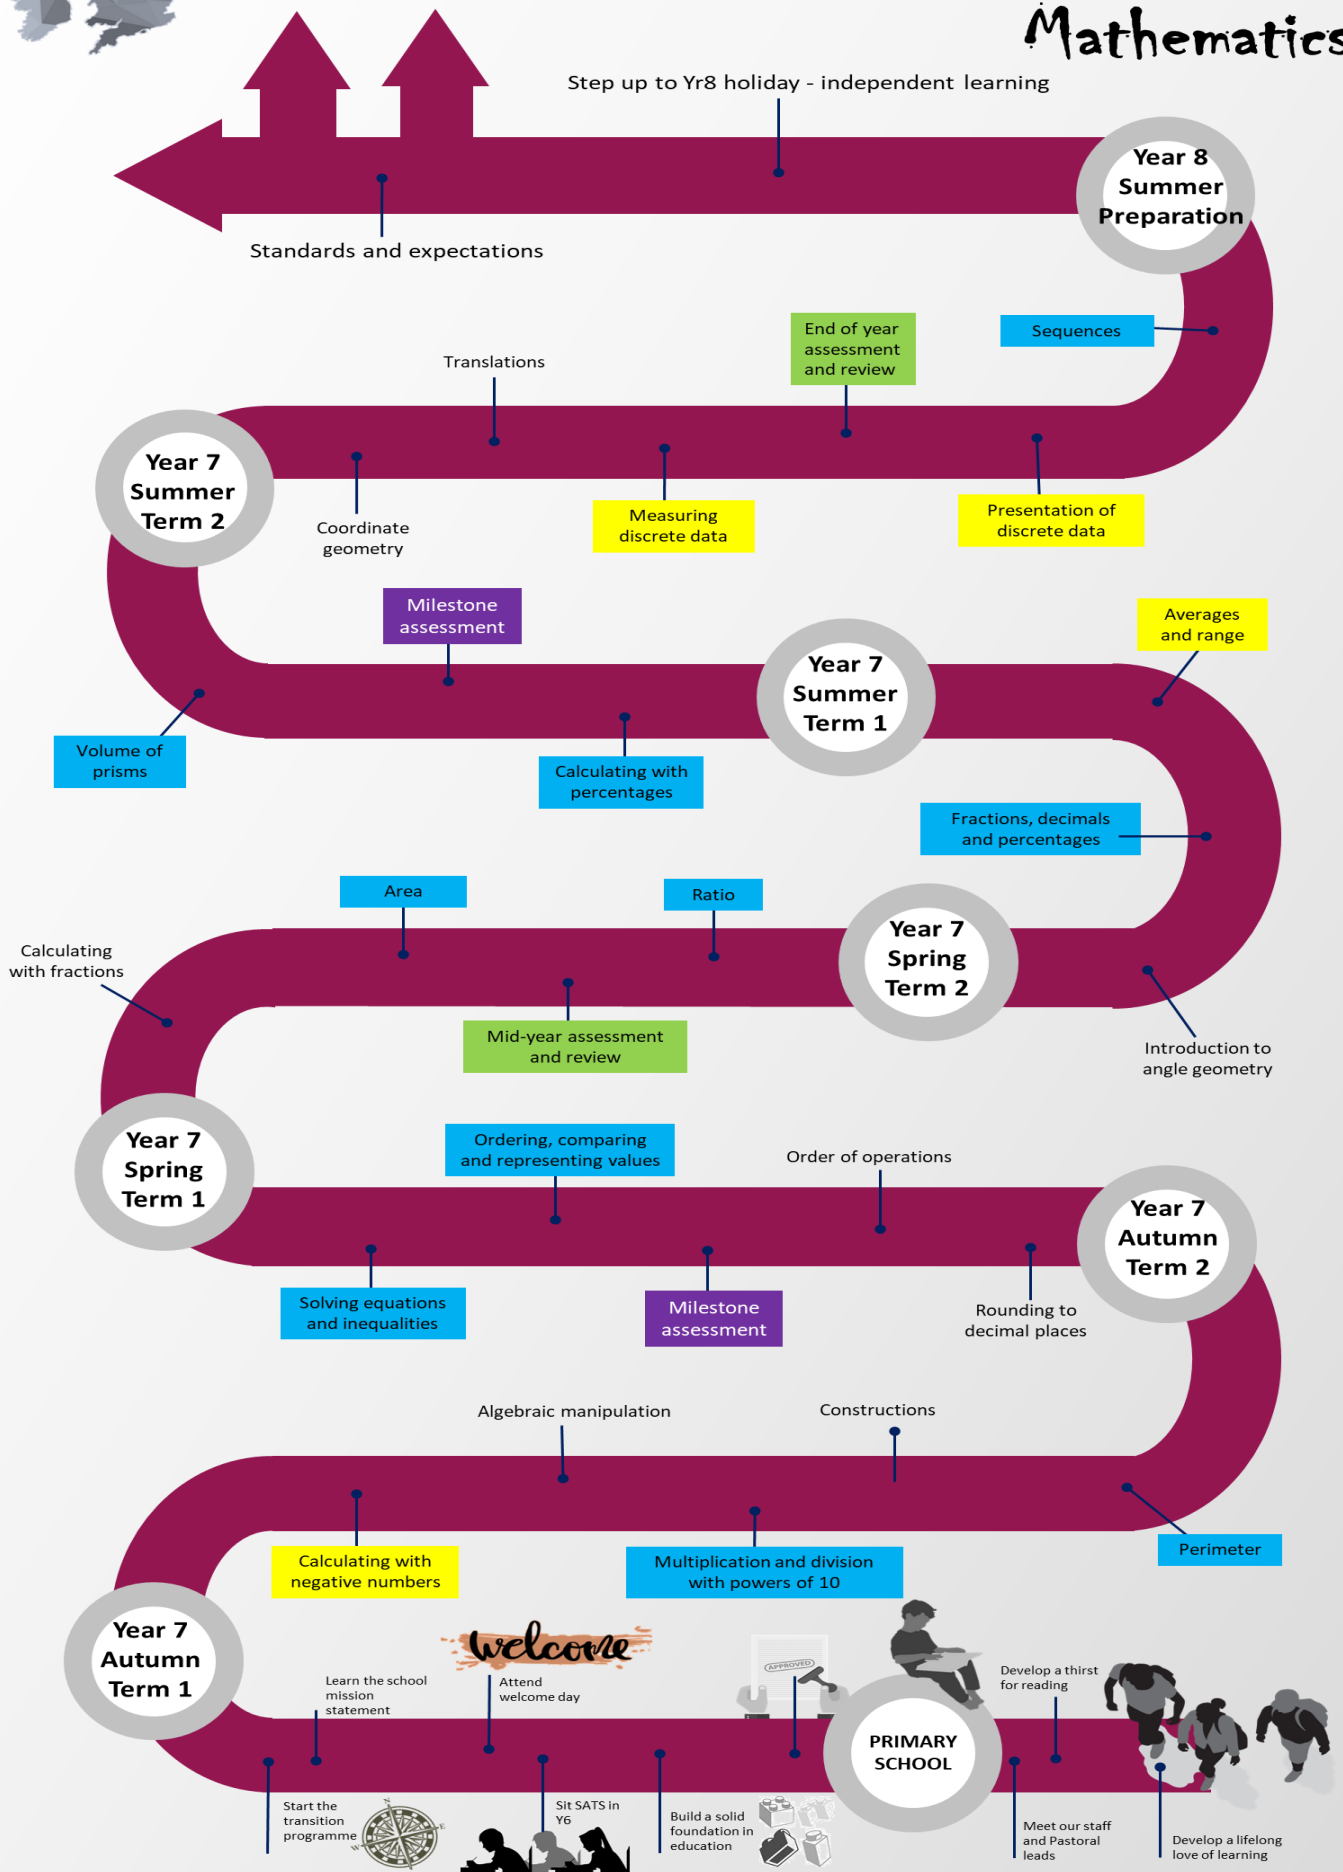 Mathematics
Step up to Yr8 holiday - independent learning
Year 8
Summer
Preparation
Standards and expectations
End of year
assessment
and review
Sequences
Translations
Year 7
Summer
Term 2
Coordinate
geometry
Measuring
discrete data
Presentation of
discrete data
Milestone
assessment
Averages
and range
Year 7
Summer
Term 1
Volume of
prisms
Calculating with
percentages
Fractions, decimals
and percentages
Area
Ratio
Calculating
with fractions
Year 7
Spring
Term 2
Mid-year assessment
and review
Introduction to
angle geometry
Year 7
Spring
Term 1
Ordering, comparing
and representing values
Order of operations
Year 7
Autumn
Term 2
Solving equations
and inequalities
Milestone
assessment
Rounding to
decimal places
Algebraic manipulation
Constructions
Calculating with
negative numbers
Multiplication and division
with powers of 10
Perimeter
Year 7
Autumn
Term 1
welcome
APPROVED
Learn the school
mission
statement
Attend
welcome day
Develop a thirst
for reading
PRIMARY
SCHOOL
Start the
transition
programme
N
E
S
W
Sit SATS in
Y6
Build a solid
foundation in
education
Meet our staff
and Pastoral
leads
Develop a lifelong
love of learning